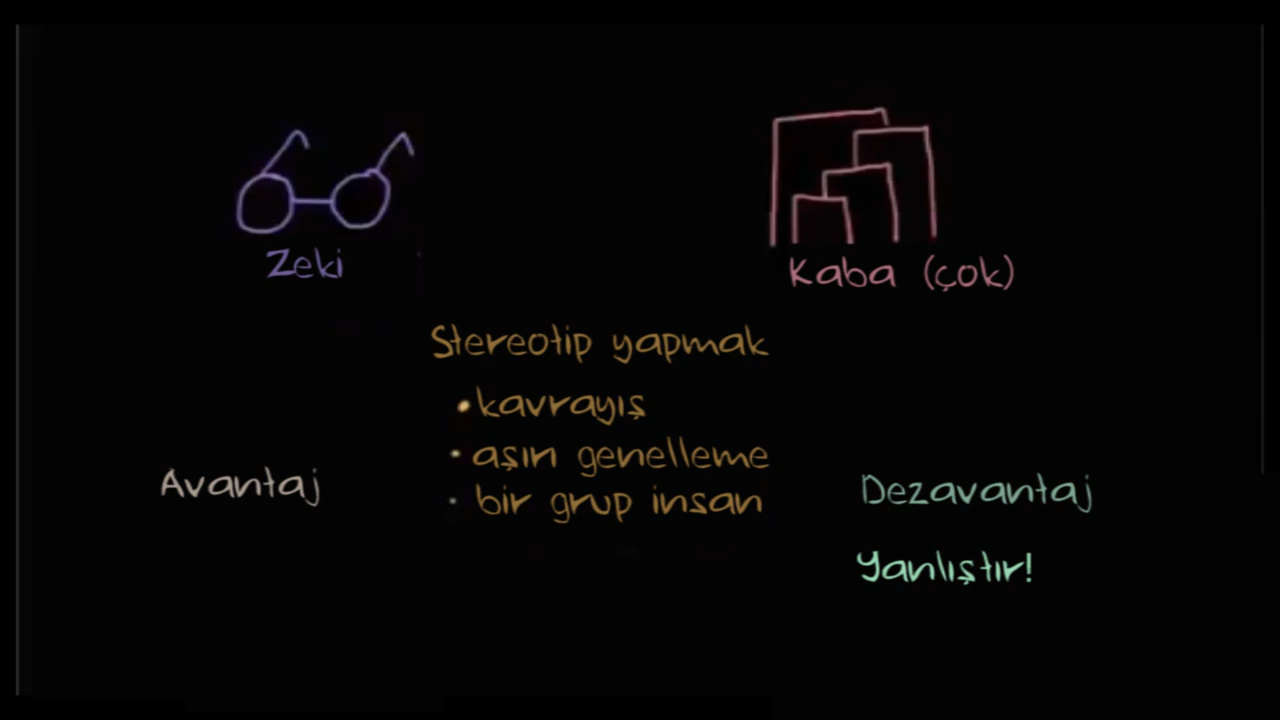 Zeki
Kaba (çok)
Stereotip yapmak
• kavrayış
• aşırı genelleme
• bir grup insan
Avantaj
Dezavantaj
Yanlıştır!